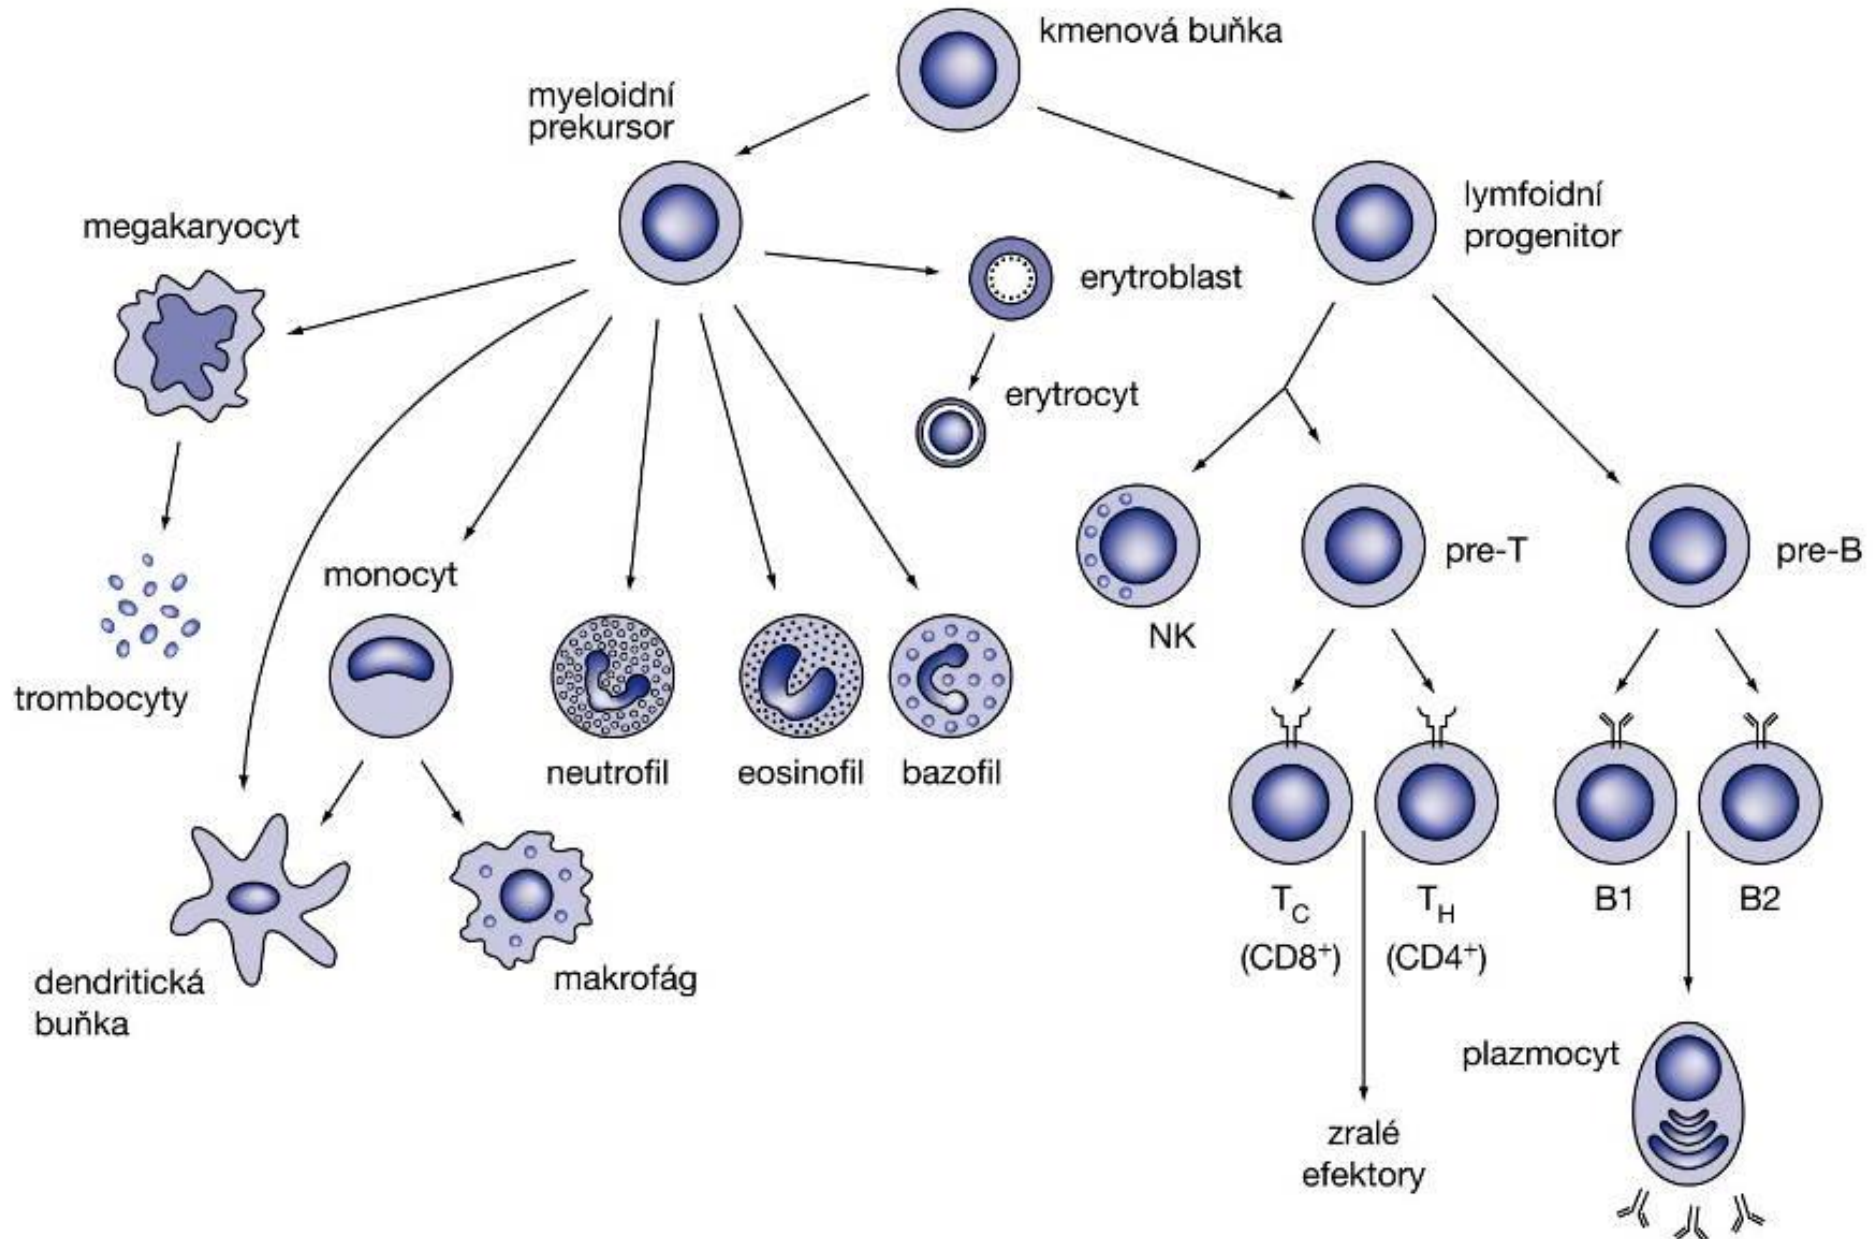 kmenová buňka
myeloidní
prekursor
lymfoidní
progenitor
megakaryocyt
erytroblast
erytrocyt
pre-T
pre-B
monocyt
NK
trombocyty
neutrofil
eosinofil
bazofil
T_C
T_H
B1
B2
(CD8⁺)
(CD4⁺)
dendritická
buňka
makrofág
plazmocyt
zralé
efektory